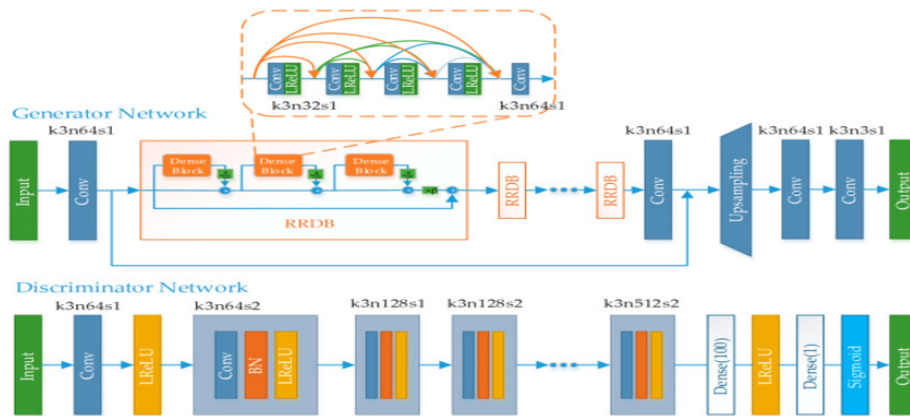 Conv
LReLU
Conv
LReLU
Conv
LReLU
Conv
LReLU
Conv
k3n32s1
k3n64s1
Generator Network
k3n64s1
k3n64s1
k3n64s1
k3n3s1
Input
Conv
Dense
Block
Dense
Block
Dense
Block
RRDB
RRDB
RRDB
Conv
Upsampling
Conv
Conv
Output
Discriminator Network
k3n64s1
k3n64s2
k3n128s1
k3n128s2
k3n512s2
Input
Conv
LReLU
Conv
BN
LReLU
Dense(100)
LReLU
Dense(1)
Sigmoid
Output